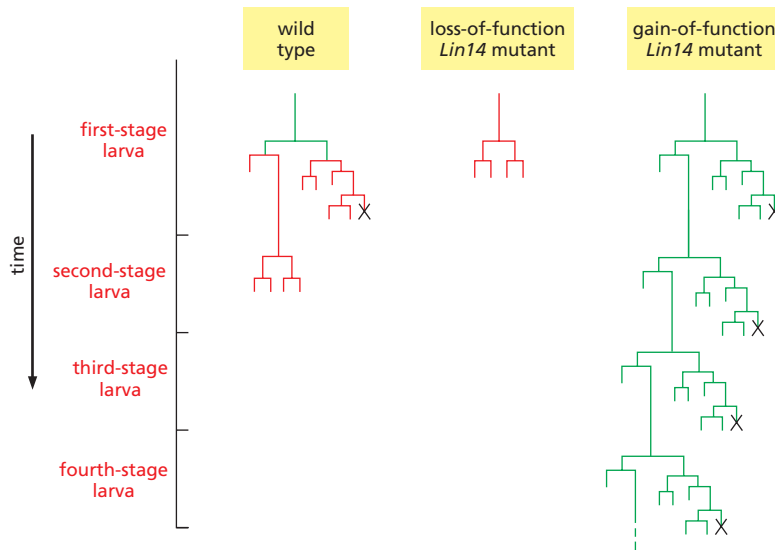 wild
type
loss-of-function
Lin14 mutant
gain-of-function
Lin14 mutant
first-stage
larva
second-stage
larva
third-stage
larva
fourth-stage
larva
time